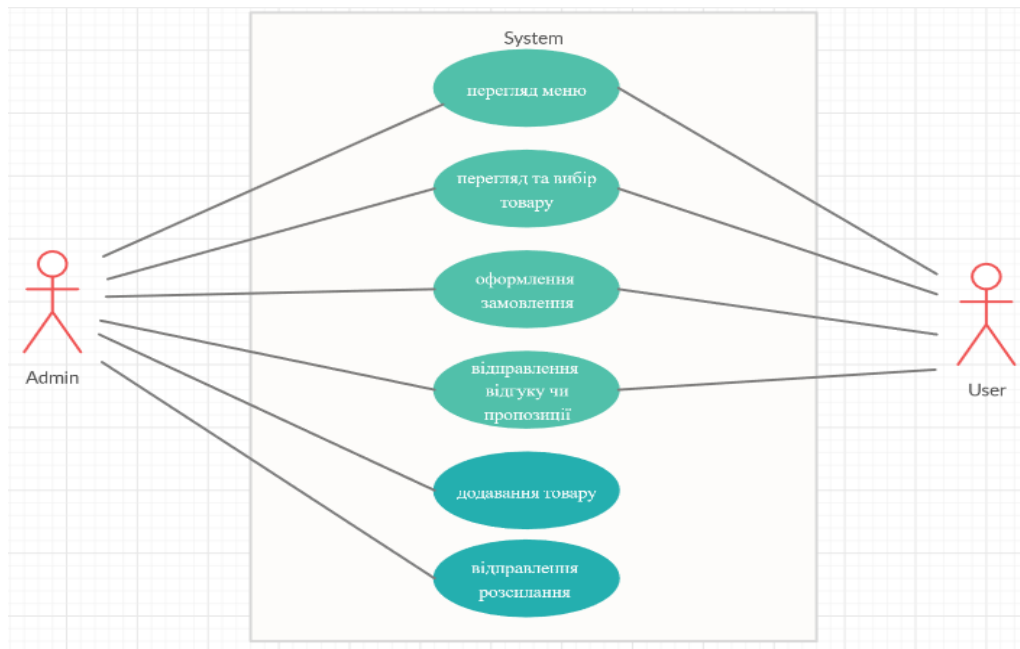 System
перегляд меню
перегляд та вибір
товару
оформлення
замовлення
відправлення
відгуку чи
пропозиції
додавання товару
відправлення
розсилання
Admin
User